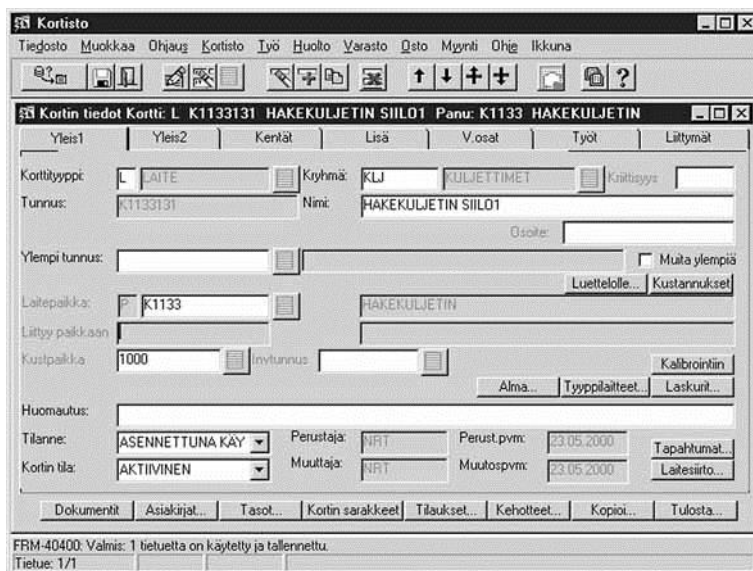 Kortisto
Tiedosto Muokkaa Ohjaus Kortisto Työ Huolto Varasto Osto Myynti Ohje Ikkuna
Kortin tiedot Kortti: L K1133131 HAKEKULJETIN SIILO1 Panu: K1133 HAKEKULJETIN
Yleis1 Yleis2 Kentät Lisä V.osat Työt Liittymät
Korttityyppi: L LAITE Kryhmä: KLJ KULJETTIMET Kriittisyys
Tunnus: K1133131 Nimi: HAKEKULJETIN SIILO1
Osoite:
Ylempi tunnus: Muita ylempiä
Luettelolle... Kustannukset
Laitepaikka: P K1133 HAKEKULJETIN
Liittyy paikkaan
Kustpaikka 1000 Invtunnus Kalibrointiin
Alma... Tyyppilaitteet... Laskurit...
Huomautus:
Tilanne: ASENNETTUNA KÄY Perustaja: NRT Perust.pvm: 23.05.2000 Tapahtumat...
Kortin tila: AKTIIVINEN Muuttaja: NRT Muutospvm: 23.05.2000 Laitesiirto...
Dokumentit Asiakirjat... Tasot... Kortin sarakkeet Tilaukset... Kehotteet... Kopioi... Tulosta...
FRM-40400: Valmis: 1 tietuetta on käytetty ja tallennettu.
Tietue: 1/1